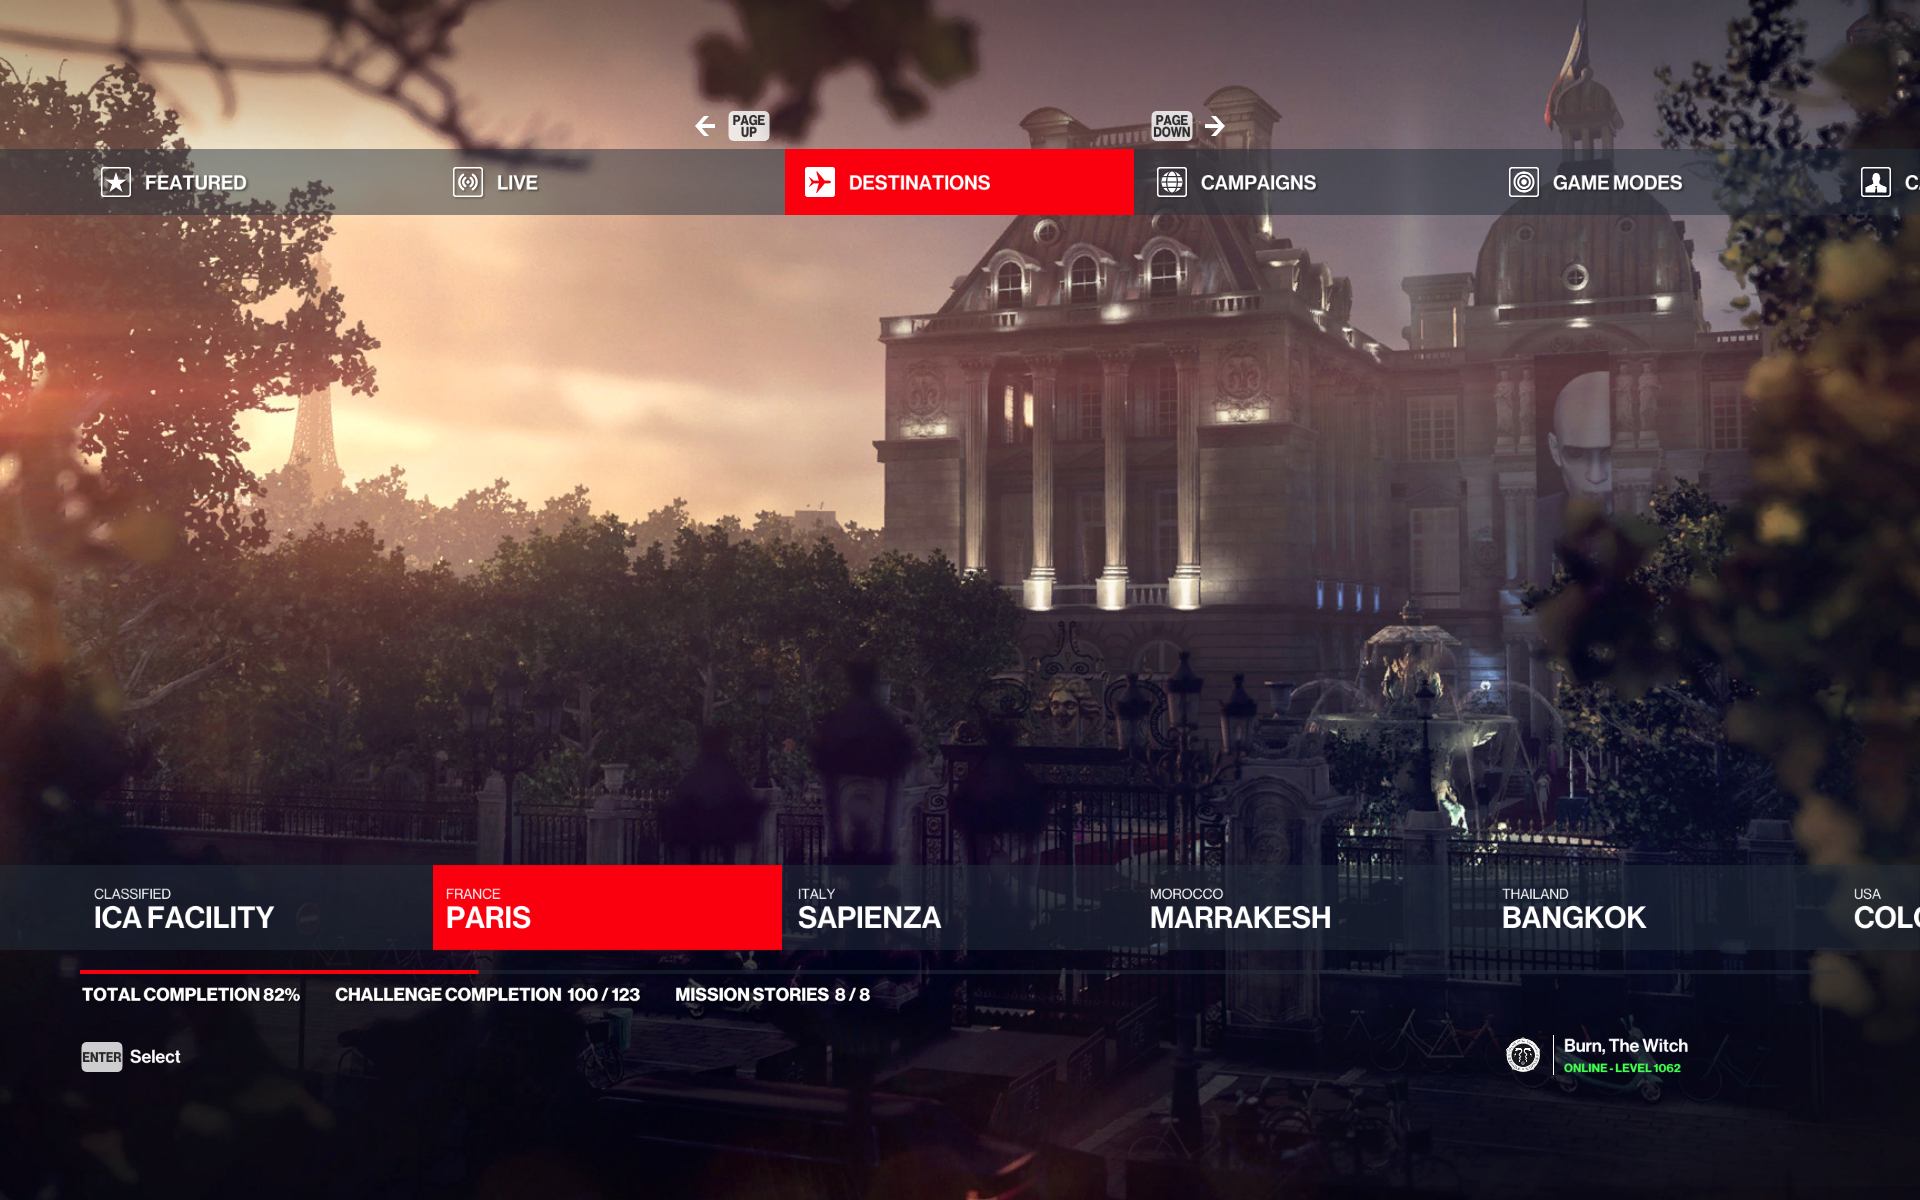 PAGE
UP
PAGE
DOWN
FEATURED
LIVE
DESTINATIONS
CAMPAIGNS
GAME MODES
CLASSIFIED
ICA FACILITY
FRANCE
PARIS
ITALY
SAPIENZA
MOROCCO
MARRAKESH
THAILAND
BANGKOK
USA
TOTAL COMPLETION 82% CHALLENGE COMPLETION 100 / 123 MISSION STORIES 8 / 8
ENTER Select
Burn, The Witch
ONLINE - LEVEL 1062